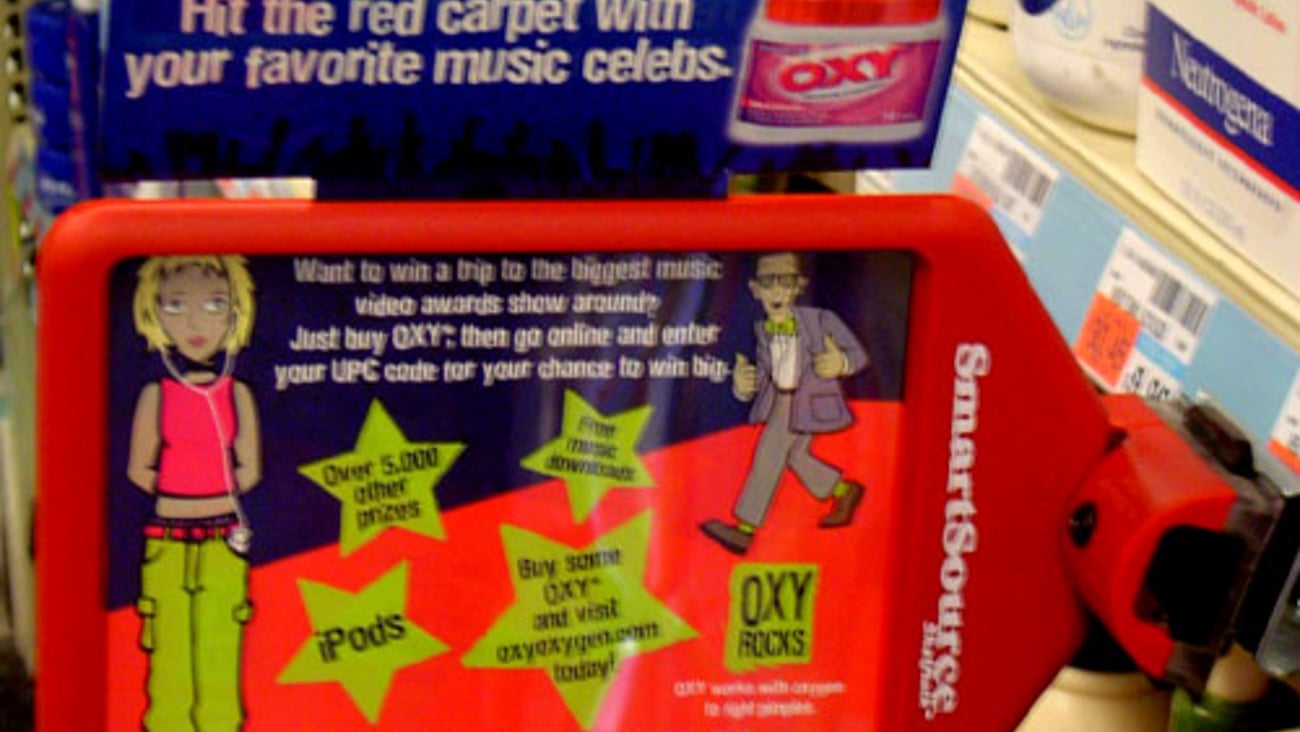 Hit the red carpet with
your favorite music celebs.
OXY
Neutrogena
Want to win a trip to the biggest music
video awards show around?
Just buy OXY™, then go online and enter
your UPC code for your chance to win big.
Over 5,000
other
prizes
Free
music
downloads
iPods
Buy some
OXY™
and visit
oxyoxygen.com
today!
OXY
ROCKS
OXY works with oxygen
to fight pimples.
SmartSource
Shelftalk